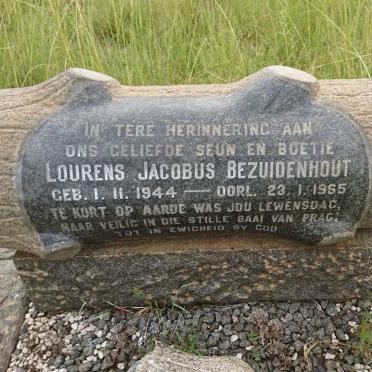 IN TERE HERINNERING AAN
ONS GELIEFDE SEUN EN BOETIE
LOURENS JACOBUS BEZUIDENHOUT
GEB. 1. 11. 1944 — OORL. 23. 1. 1965
TE KORT OP AARDE WAS JOU LEWENSDAG,
NAAR VEILIG IN DIE STILLE BAAI VAN PRAG;
TOT IN EWIGHEID BY GOD